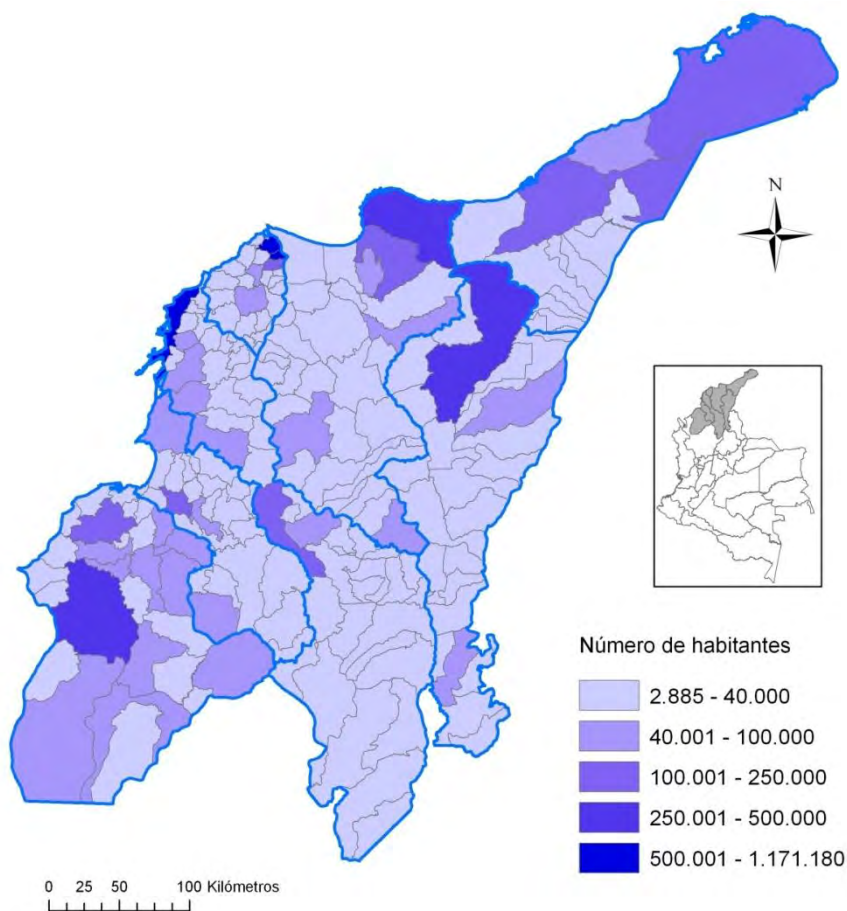 N
Número de habitantes
2.885 - 40.000
40.001 - 100.000
100.001 - 250.000
250.001 - 500.000
500.001 - 1.171.180
0 25 50 100 Kilómetros